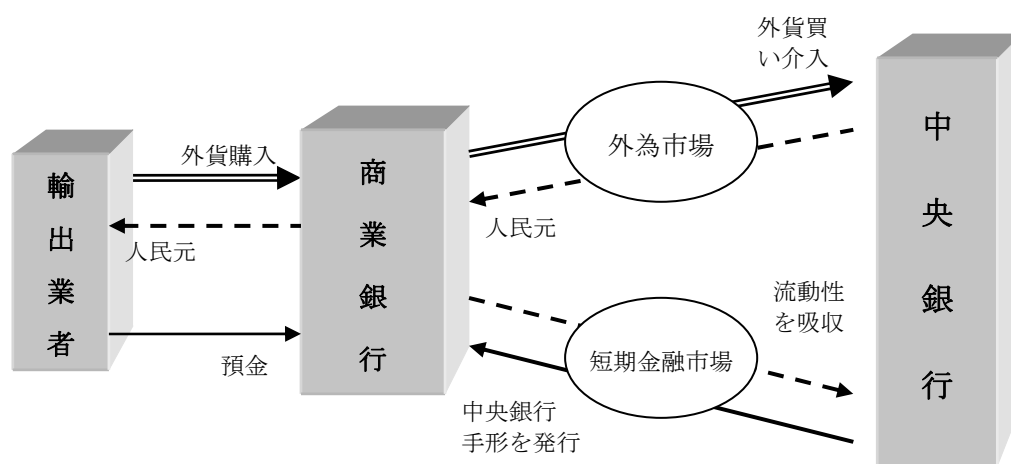 外貨買
い介入
中央銀行
外為市場
商業銀行
外貨購入
輸出業者
人民元
人民元
流動性
を吸収
短期金融市場
預金
中央銀行
手形を発行